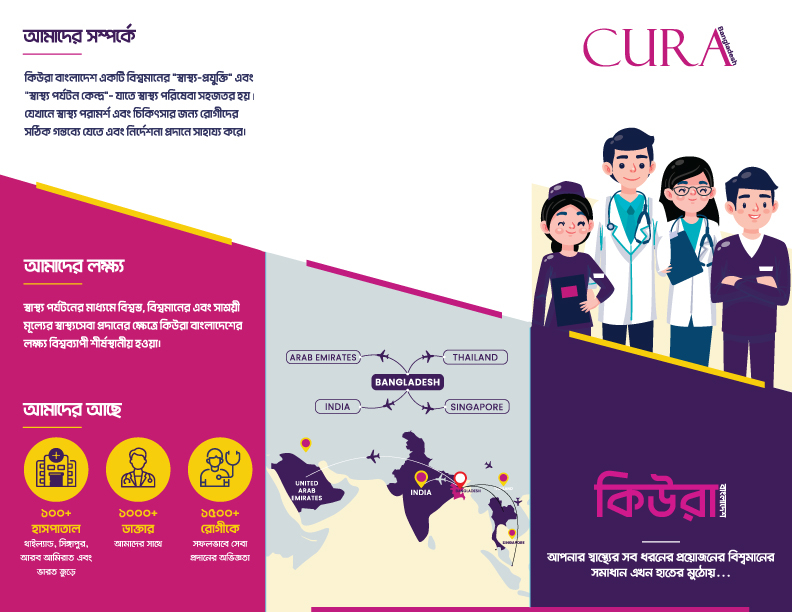 আমাদের সম্পর্কে
কিউরা বাংলাদেশ একটি বিশ্বমানের "স্বাস্থ্য-প্রযুক্তি" এবং
"স্বাস্থ্য পর্যটন কেন্দ্র"- যাতে স্বাস্থ্য পরিষেবা সহজতর হয়।
যেখানে স্বাস্থ্য পরামর্শ এবং চিকিৎসার জন্য রোগীদের
সঠিক গন্তব্যে যেতে এবং নির্দেশনা প্রদানে সাহায্য করে।
আমাদের লক্ষ্য
স্বাস্থ্য পর্যটনের মাধ্যমে বিশ্বস্ত, বিশ্বমানের এবং সাশ্রয়ী
মূল্যের স্বাস্থ্যসেবা প্রদানের ক্ষেত্রে কিউরা বাংলাদেশের
লক্ষ্য বিশ্বব্যাপী শীর্ষস্থানীয় হওয়া।
আমাদের আছে
১০০+
হাসপাতাল
থাইল্যান্ড, সিঙ্গাপুর,
আরব আমিরাত এবং
ভারত জুড়ে
১০০০+
ডাক্তার
আমাদের সাথে
১৫০০+
রোগীকে
সফলভাবে সেবা
প্রদানের অভিজ্ঞতা
ARAB EMIRATES
THAILAND
BANGLADESH
INDIA
SINGAPORE
UNITED
ARAB
EMIRATES
INDIA
BANGLADESH
SINGAPORE
CURA
Bangladesh
কিউরা
বাংলাদেশ
আপনার স্বাস্থ্যের সব ধরনের প্রয়োজনের বিশ্বমানের
সমাধান এখন হাতের মুঠোয়...